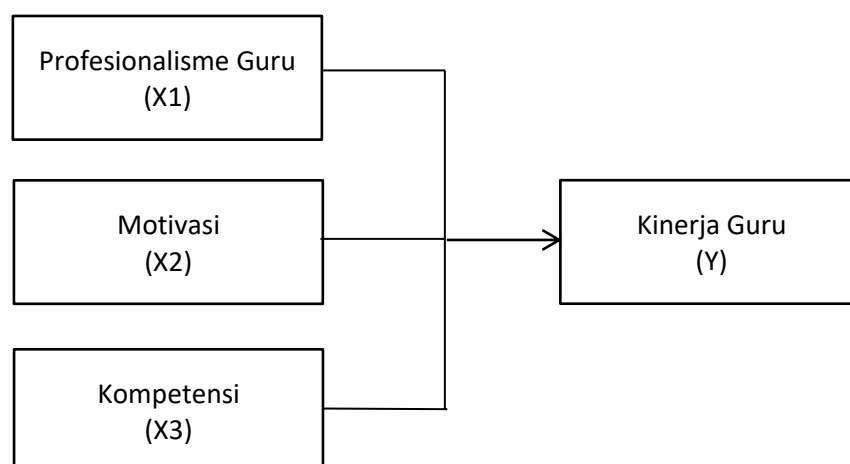 Profesionalisme Guru
(X1)
Motivasi
(X2)
Kinerja Guru
(Y)
Kompetensi
(X3)